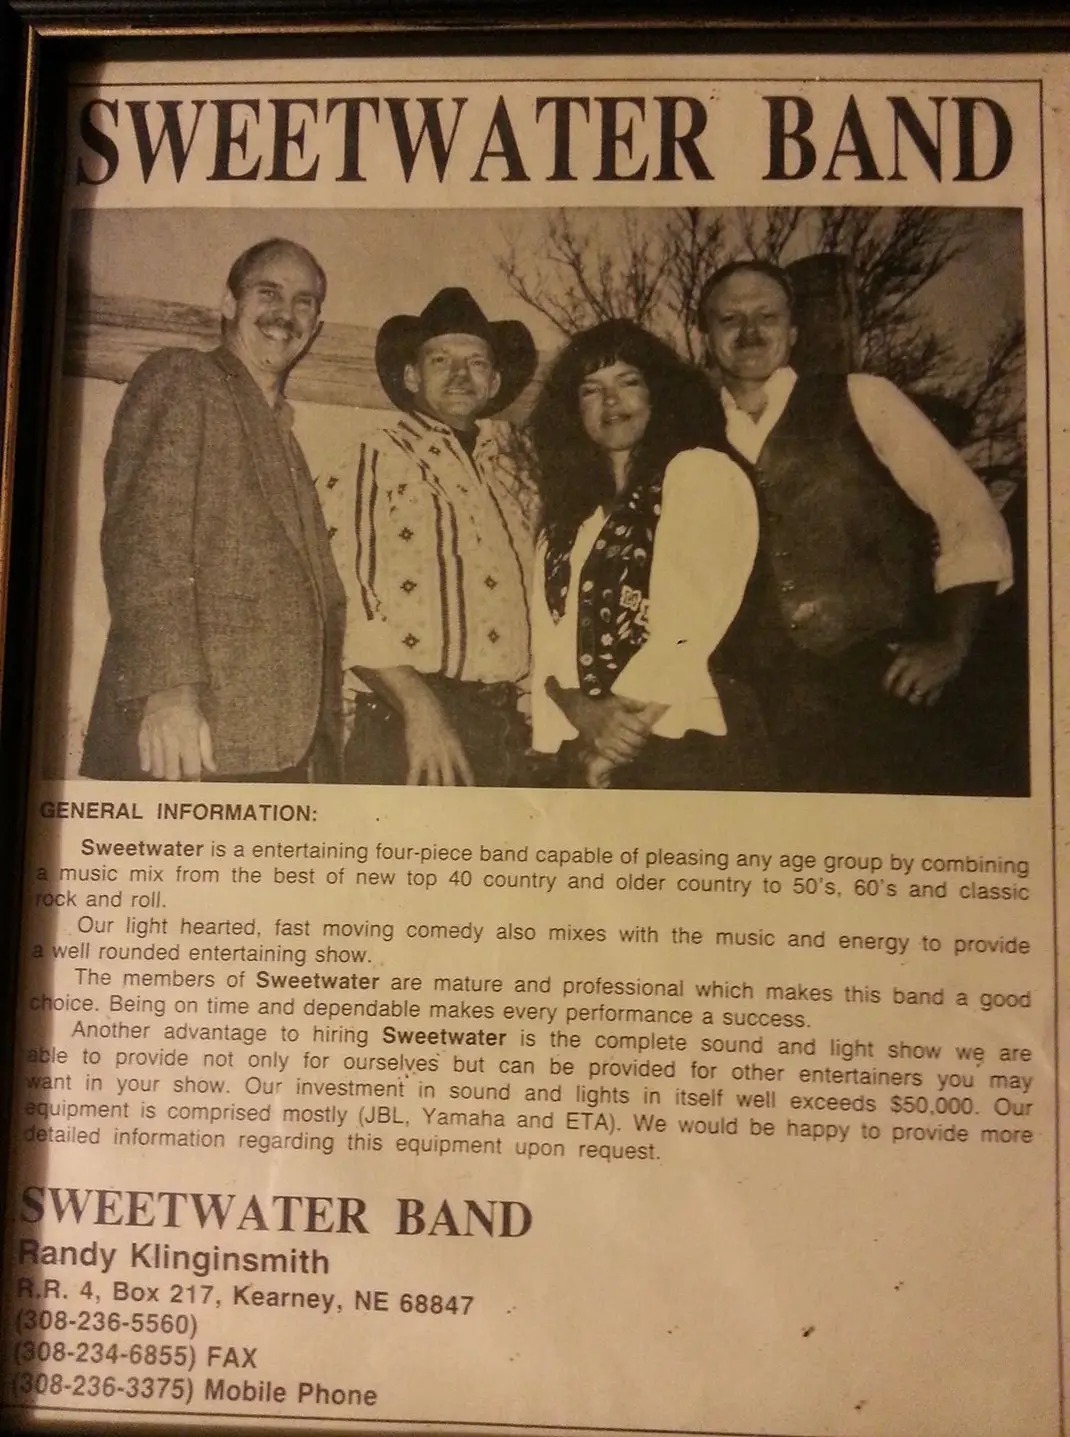 SWEETWATER BAND
GENERAL INFORMATION:
Sweetwater is a entertaining four-piece band capable of pleasing any age group by combining
a music mix from the best of new top 40 country and older country to 50's, 60's and classic
rock and roll.
Our light hearted, fast moving comedy also mixes with the music and energy to provide
a well rounded entertaining show.
The members of Sweetwater are mature and professional which makes this band a good
choice. Being on time and dependable makes every performance a success.
Another advantage to hiring Sweetwater is the complete sound and light show we are
able to provide not only for ourselves but can be provided for other entertainers you may
want in your show. Our investment in sound and lights in itself well exceeds $50,000. Our
equipment is comprised mostly (JBL, Yamaha and ETA). We would be happy to provide more
detailed information regarding this equipment upon request.
SWEETWATER BAND
Randy Klinginsmith
R.R. 4, Box 217, Kearney, NE 68847
(308-236-5560)
(308-234-6855) FAX
(308-236-3375) Mobile Phone